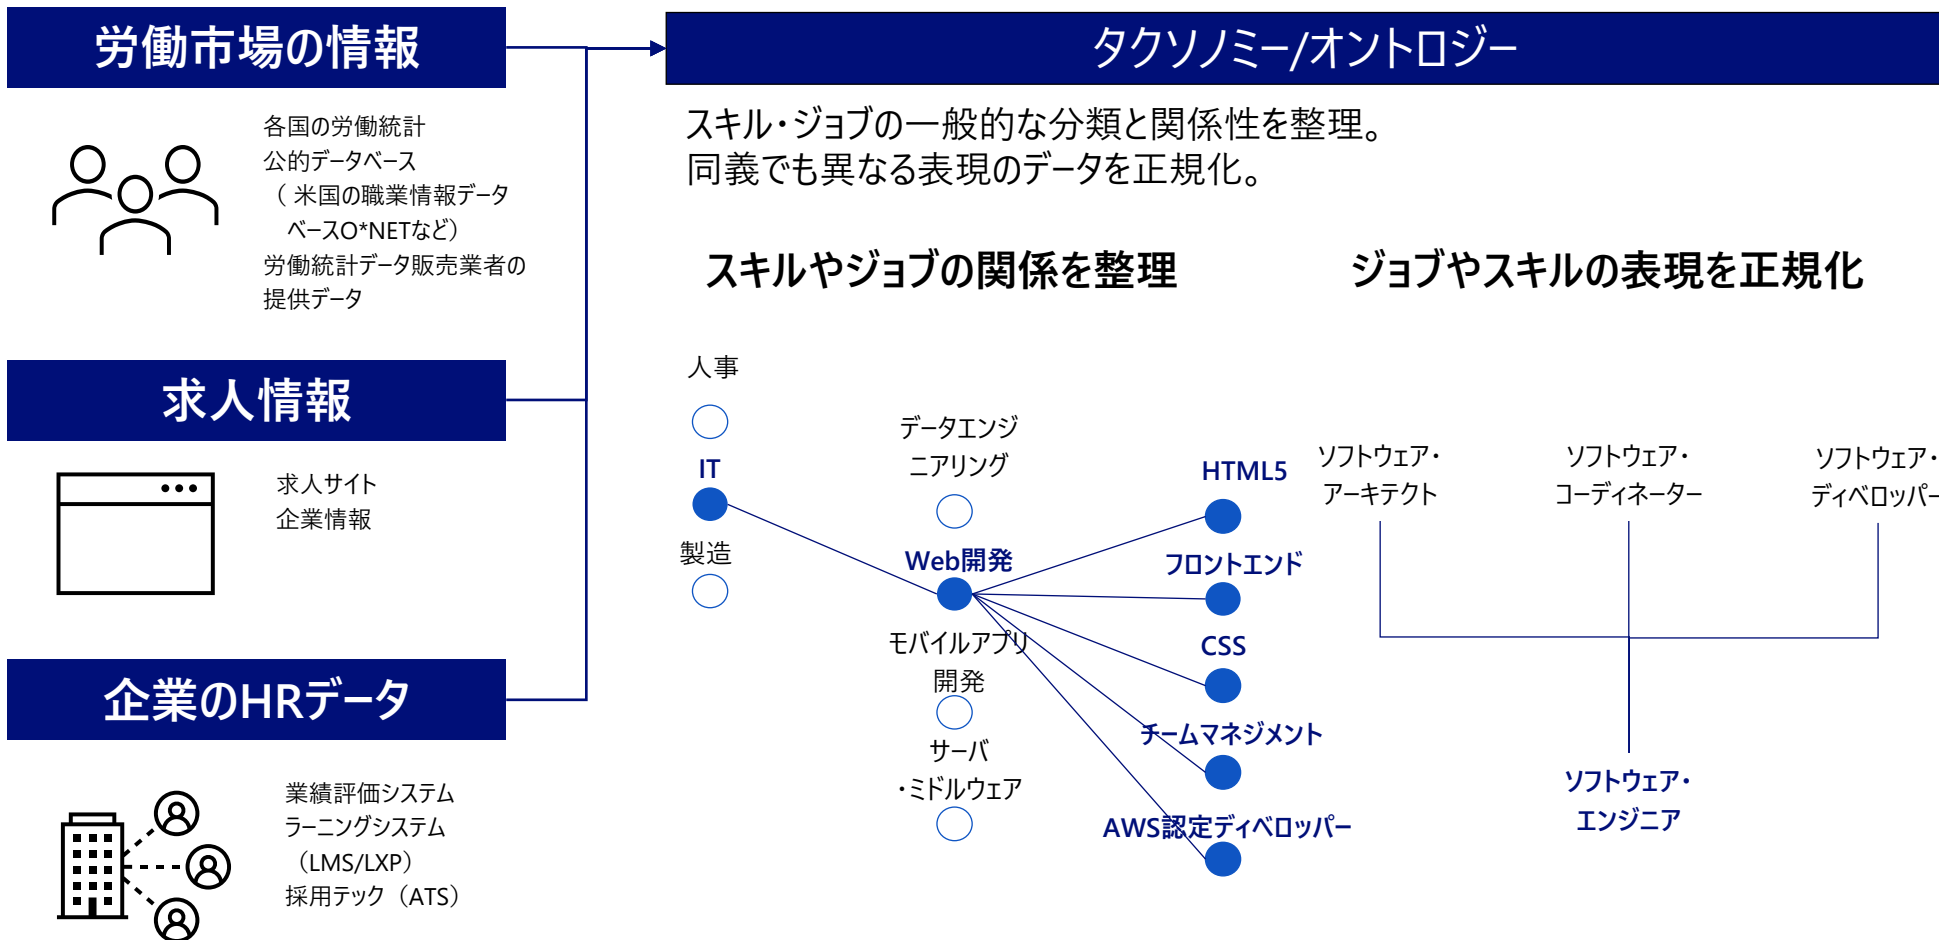 労働市場の情報
各国の労働統計
公的データベース
（ 米国の職業情報データ
ベースO*NETなど）
労働統計データ販売業者の
提供データ
求人情報
求人サイト
企業情報
企業のHRデータ
業績評価システム
ラーニングシステム
（LMS/LXP）
採用テック（ATS）
タクソノミー/オントロジー
スキル・ジョブの一般的な分類と関係性を整理。
同義でも異なる表現のデータを正規化。
スキルやジョブの関係を整理
人事
IT
製造
データエンジ
ニアリング
Web開発
モバイルアプリ
開発
サーバ
・ミドルウェア
HTML5
フロントエンド
CSS
チームマネジメント
AWS認定ディベロッパー
ジョブやスキルの表現を正規化
ソフトウェア・
アーキテクト
ソフトウェア・
コーディネーター
ソフトウェア・
ディベロッパー
ソフトウェア・
エンジニア